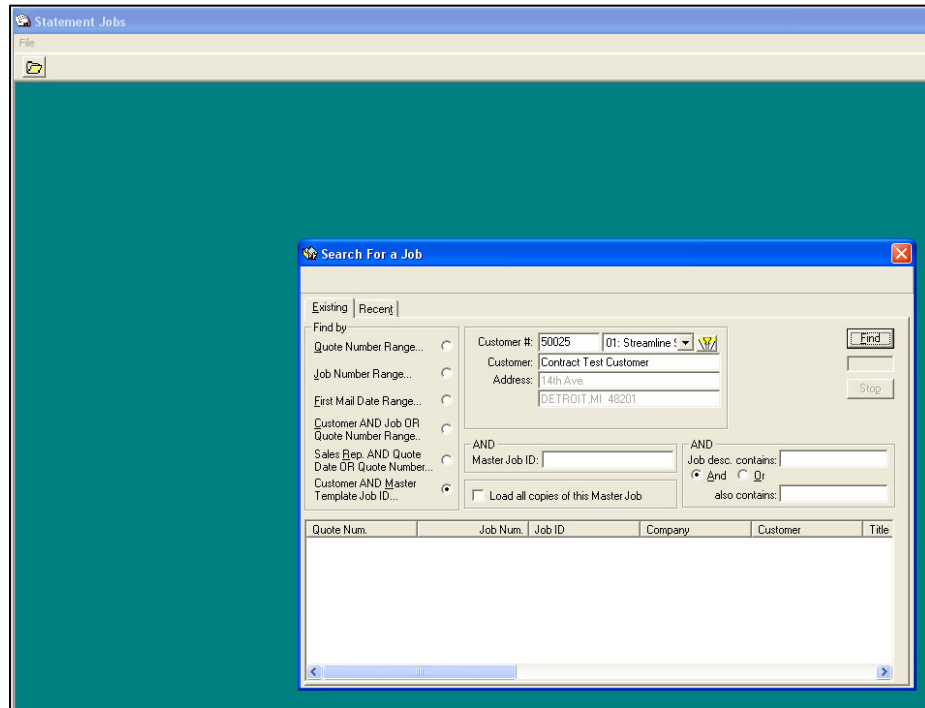 Statement Jobs
File
Search For a Job
Existing
Recent
Find by
Quote Number Range...
Job Number Range...
First Mail Date Range...
Customer AND Job OR
Quote Number Range..
Sales Rep. AND Quote
Date OR Quote Number...
Customer AND Master
Template Job ID...
Customer #: 50025 01: Streamline S
Customer: Contract Test Customer
Address: 14th Ave.
DETROIT,MI 48201
Find
Stop
AND
Master Job ID:
Load all copies of this Master Job
AND
Job desc. contains:
And Or
also contains:
Quote Num. Job Num. Job ID Company Customer Title